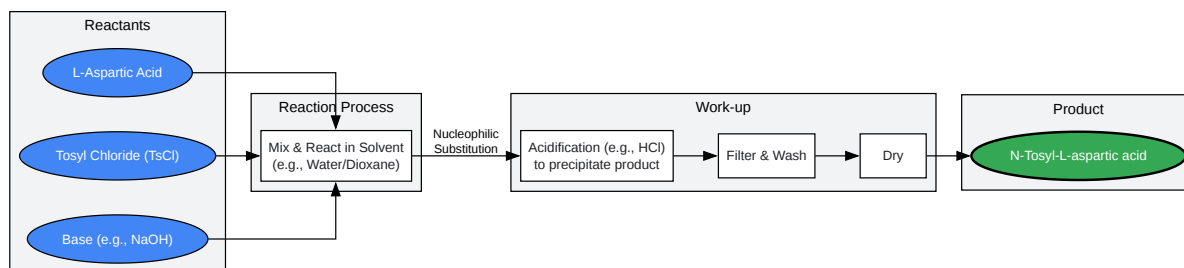 Reactants
L-Aspartic Acid
Tosyl Chloride (TsCl)
Base (e.g., NaOH)
Reaction Process
Mix & React in Solvent
(e.g., Water/Dioxane)
Nucleophilic
Substitution
Work-up
Acidification (e.g., HCl)
to precipitate product
Filter & Wash
Dry
Product
N-Tosyl-L-aspartic acid